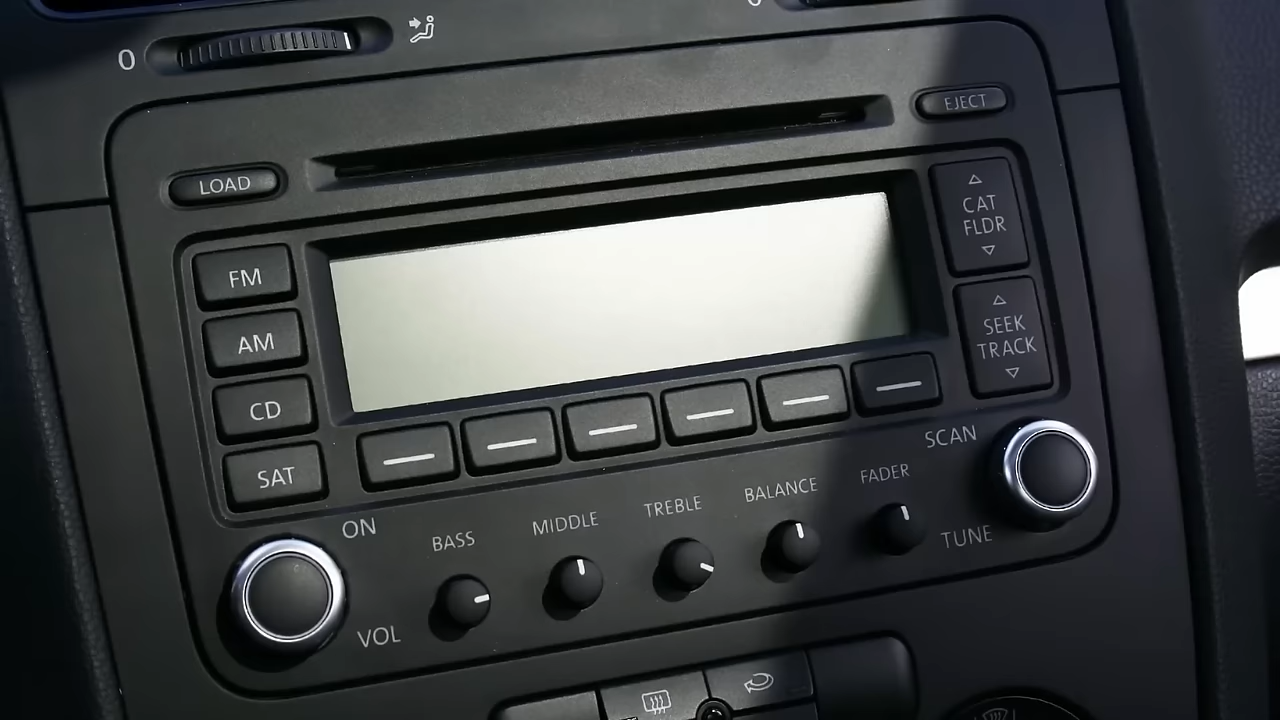 0
EJECT
LOAD
CAT
FLDR
FM
AM
CD
SAT
SEEK
TRACK
SCAN
TUNE
ON
VOL
BASS
MIDDLE
TREBLE
BALANCE
FADER